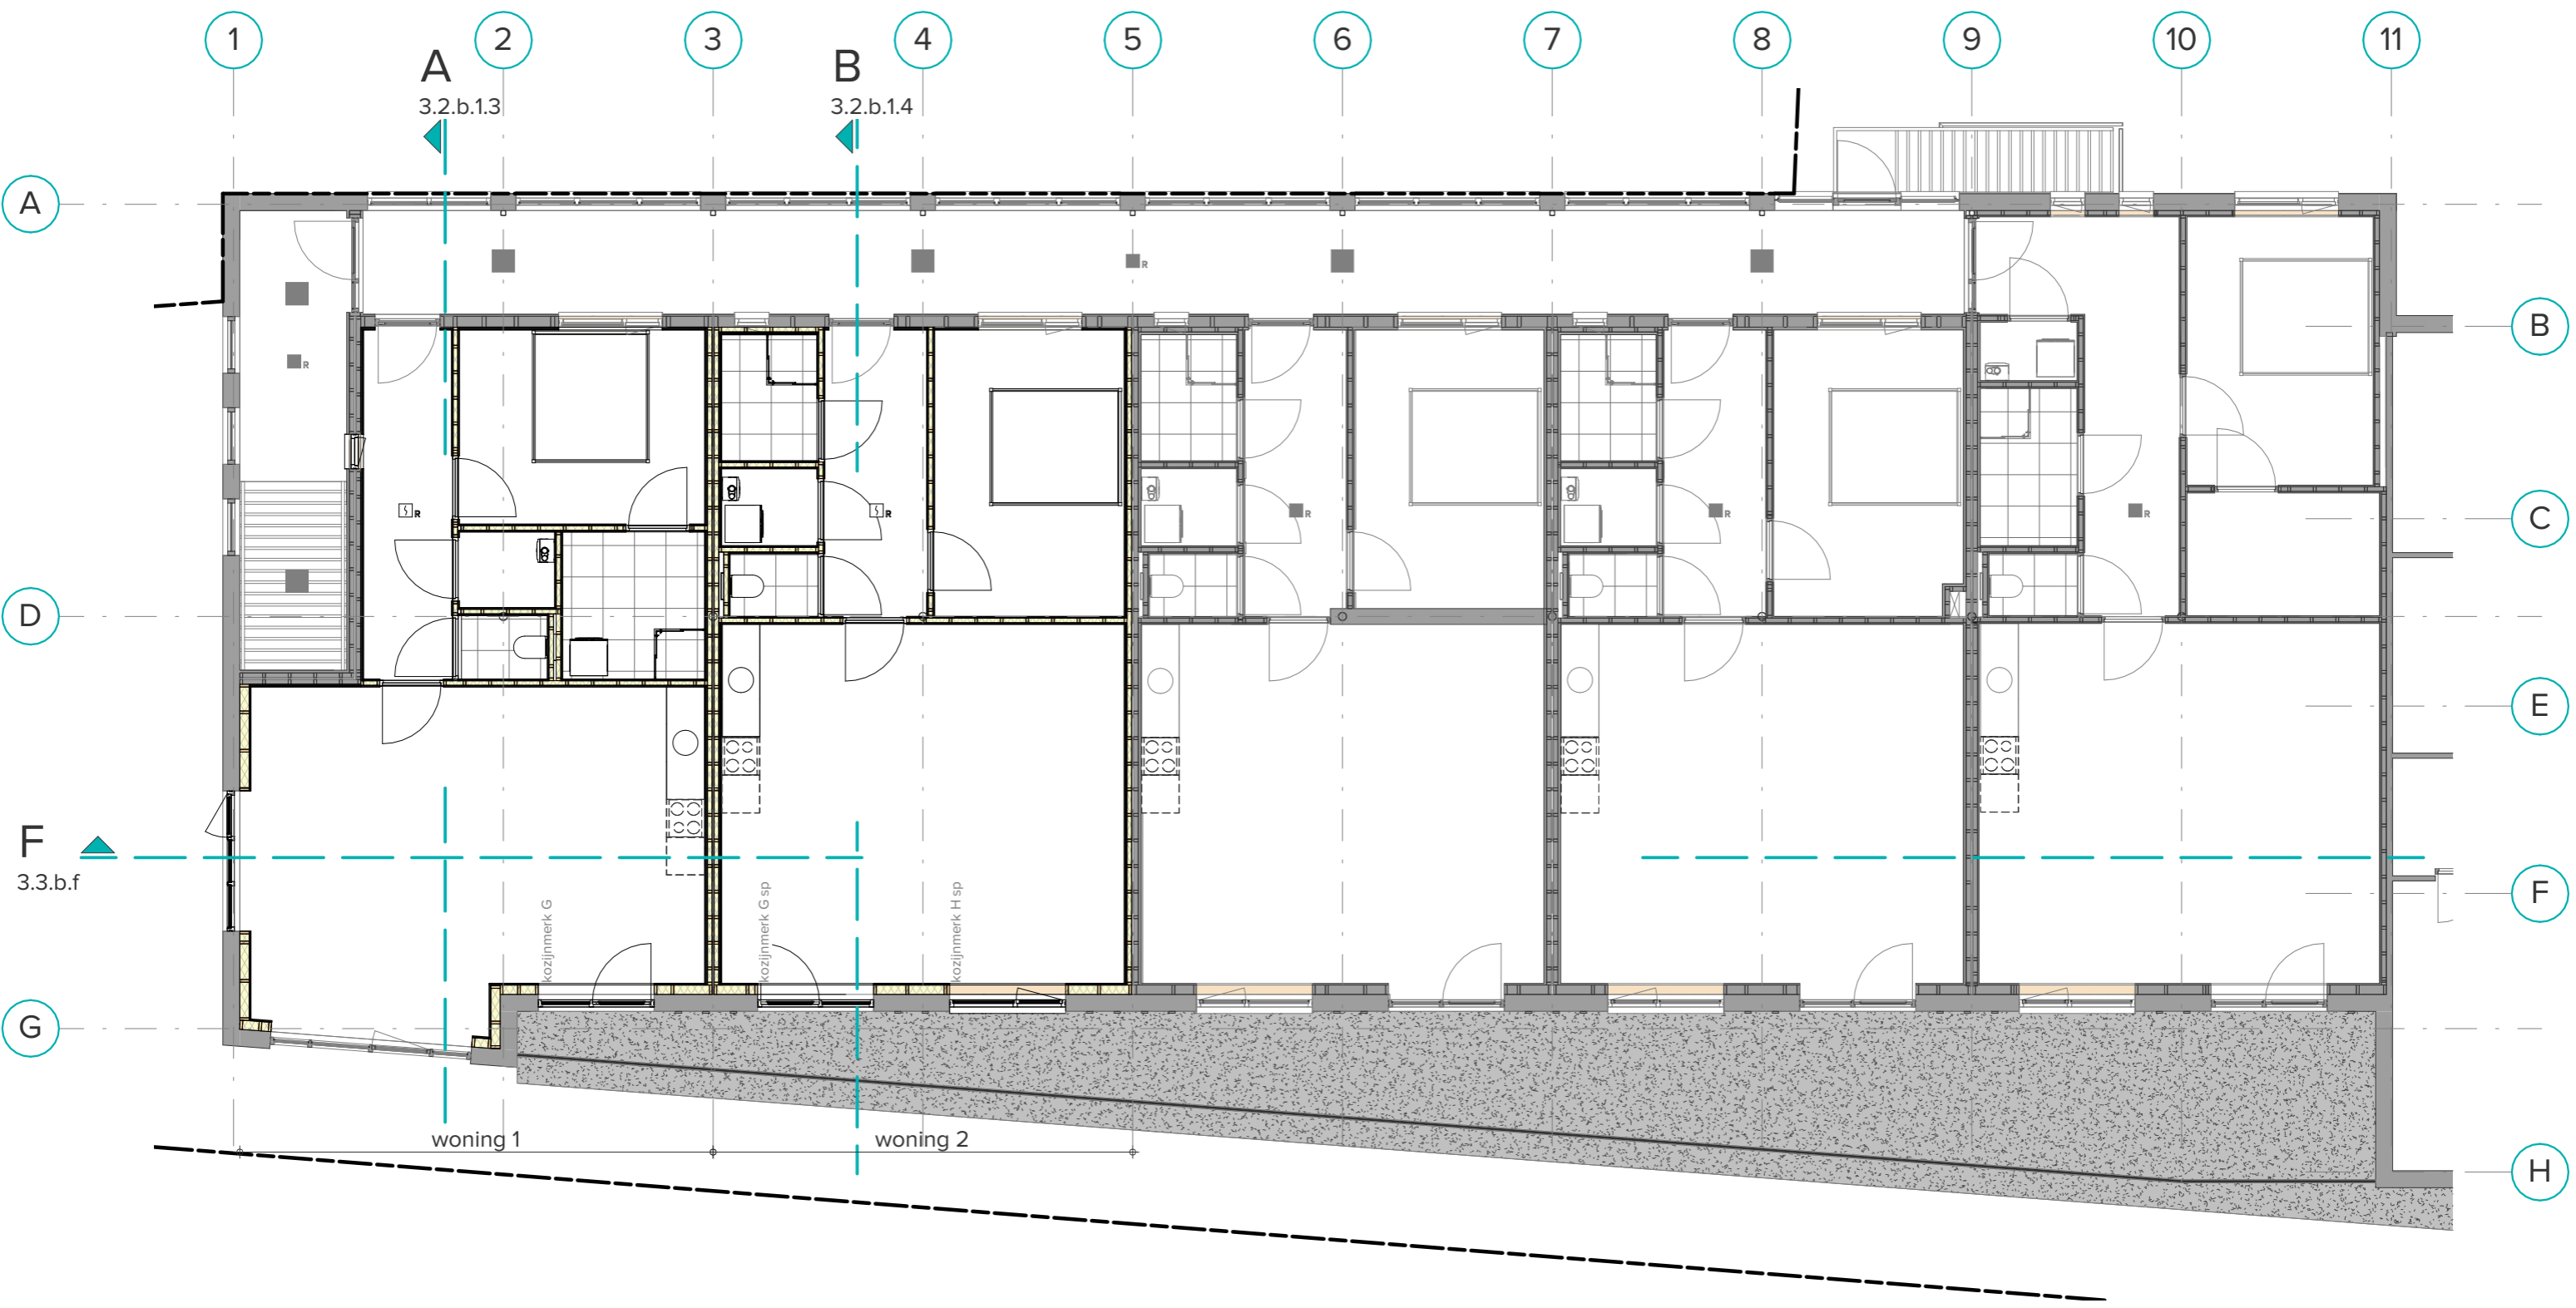 1 2 3 4 5 6 7 8 9 10 11
A B
3.2.b.1.3 3.2.b.1.4
A
R
B
R
R R R R R
C
D
E
F
3.3.b.f
kozijnmerk G
kozijnmerk G sp
kozijnmerk H sp
F
G
woning 1 woning 2
H